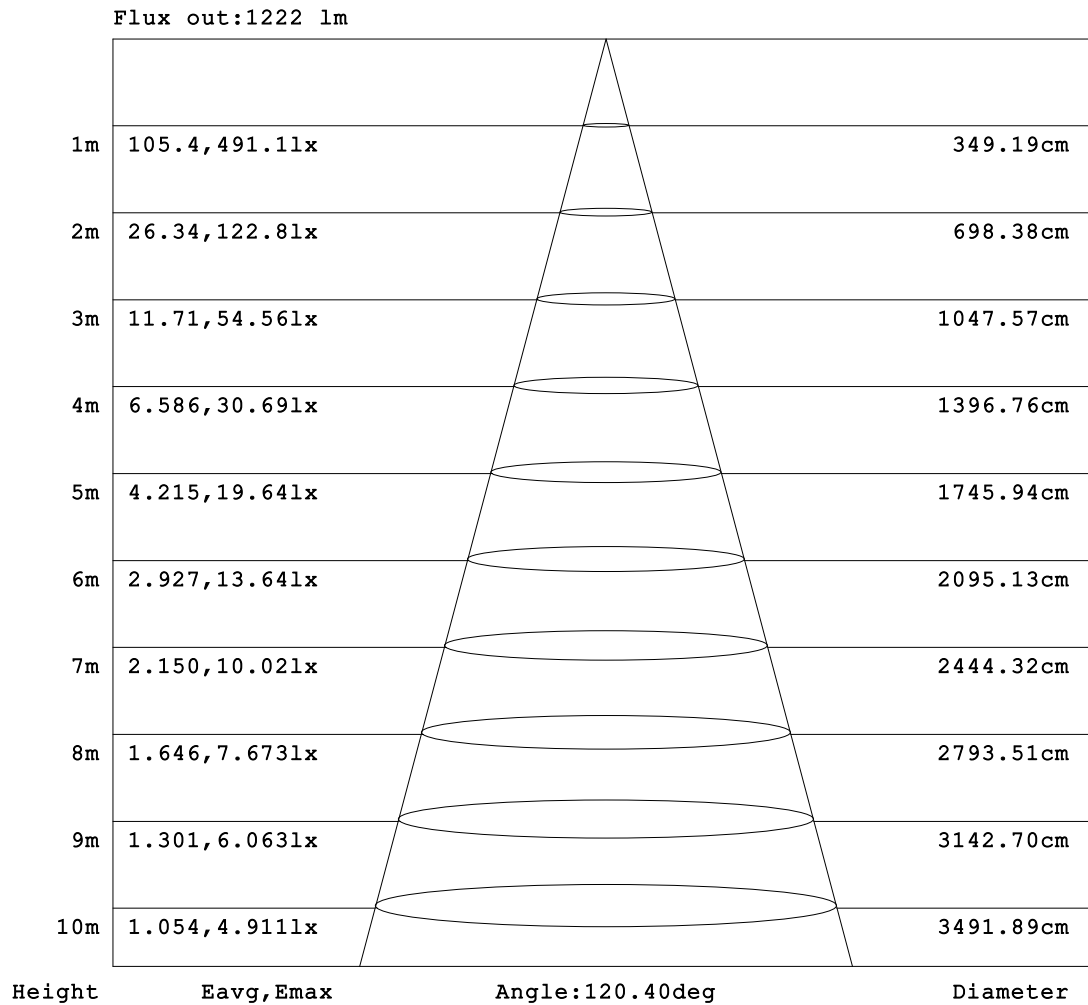 Flux out:1222 lm
1m 105.4,491.1lx 349.19cm
2m 26.34,122.8lx 698.38cm
3m 11.71,54.56lx 1047.57cm
4m 6.586,30.69lx 1396.76cm
5m 4.215,19.64lx 1745.94cm
6m 2.927,13.64lx 2095.13cm
7m 2.150,10.02lx 2444.32cm
8m 1.646,7.673lx 2793.51cm
9m 1.301,6.063lx 3142.70cm
10m 1.054,4.911lx 3491.89cm
Height Eavg,Emax Angle:120.40deg Diameter